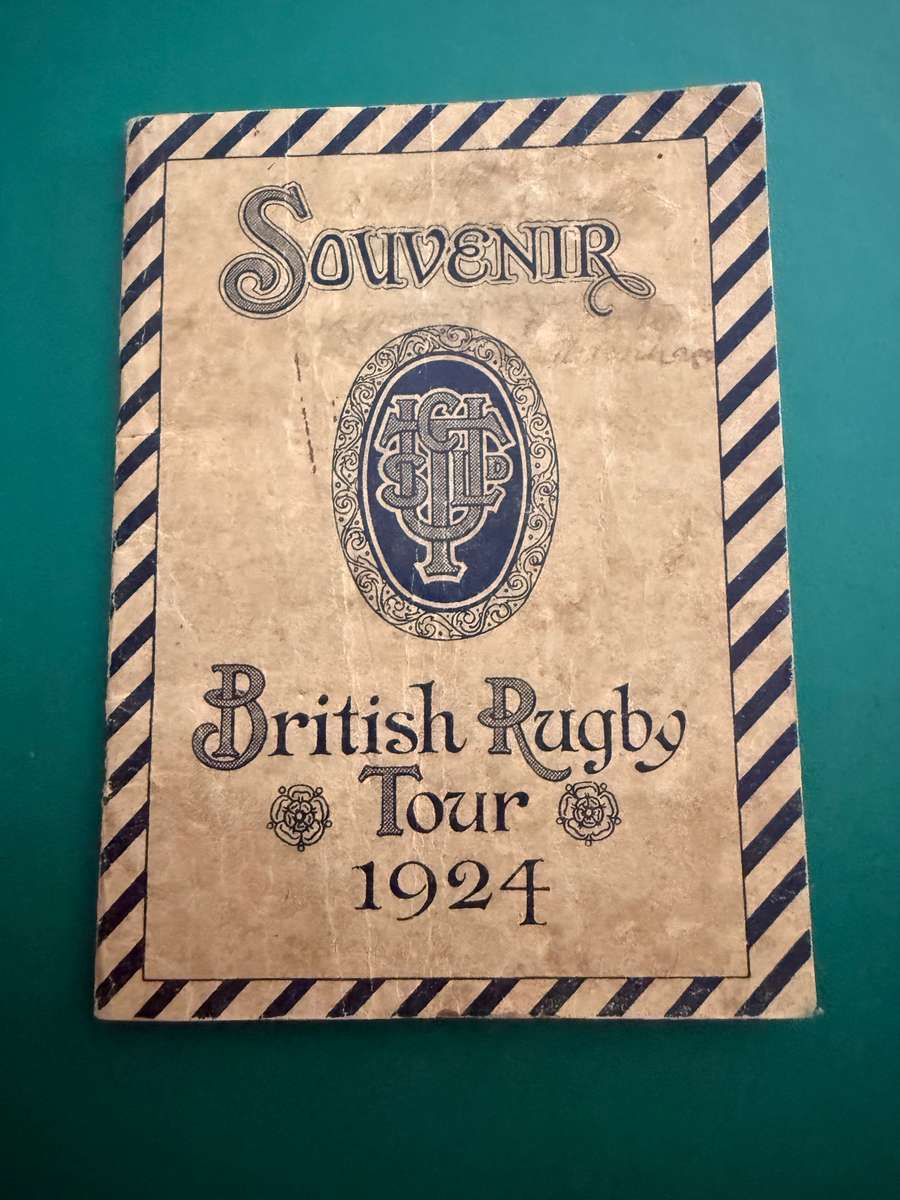 SOUVENIR
British Rugby
Tour
1924